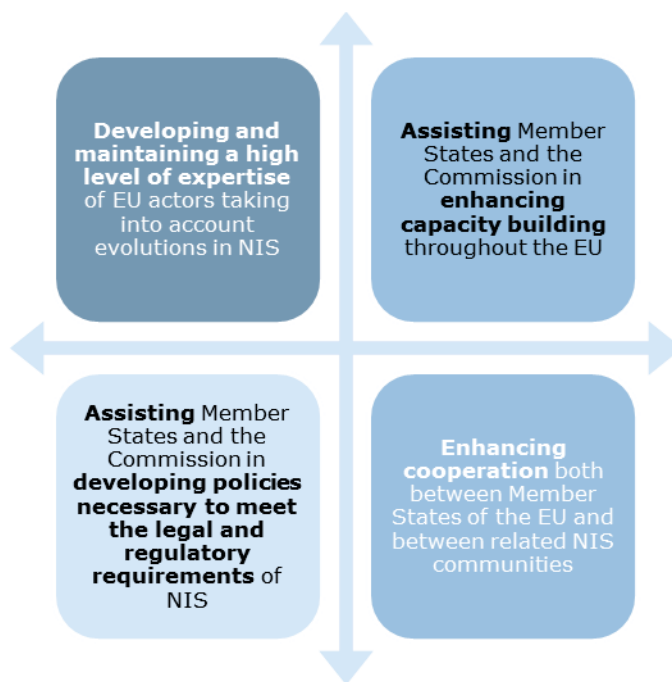 Developing and
maintaining a high
level of expertise
of EU actors taking
into account
evolutions in NIS
Assisting Member
States and the
Commission in
enhancing
capacity building
throughout the EU
Assisting Member
States and the
Commission in
developing policies
necessary to meet
the legal and
regulatory
requirements of
NIS
Enhancing
cooperation both
between Member
States of the EU and
between related NIS
communities